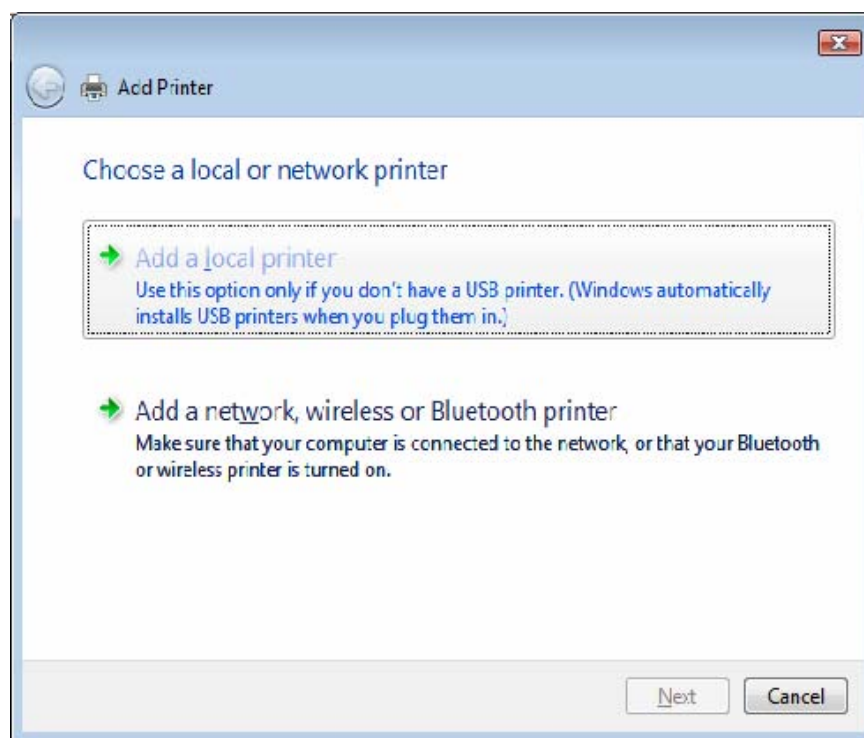 Add Printer
Choose a local or network printer
Add a local printer
Use this option only if you don't have a USB printer. (Windows automatically
installs USB printers when you plug them in.)
Add a network, wireless or Bluetooth printer
Make sure that your computer is connected to the network, or that your Bluetooth
or wireless printer is turned on.
Next
Cancel